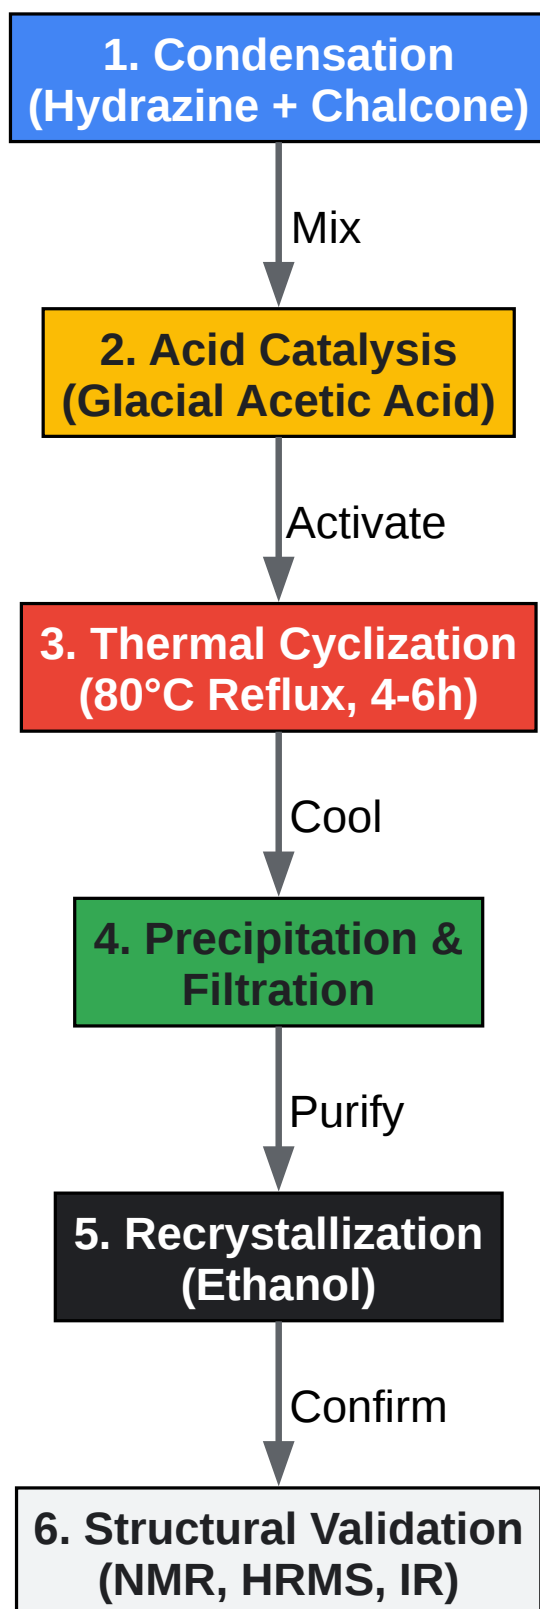 1. Condensation
(Hydrazine + Chalcone)
Mix
2. Acid Catalysis
(Glacial Acetic Acid)
Activate
3. Thermal Cyclization
(80°C Reflux, 4-6h)
Cool
4. Precipitation &
Filtration
Purify
5. Recrystallization
(Ethanol)
Confirm
6. Structural Validation
(NMR, HRMS, IR)